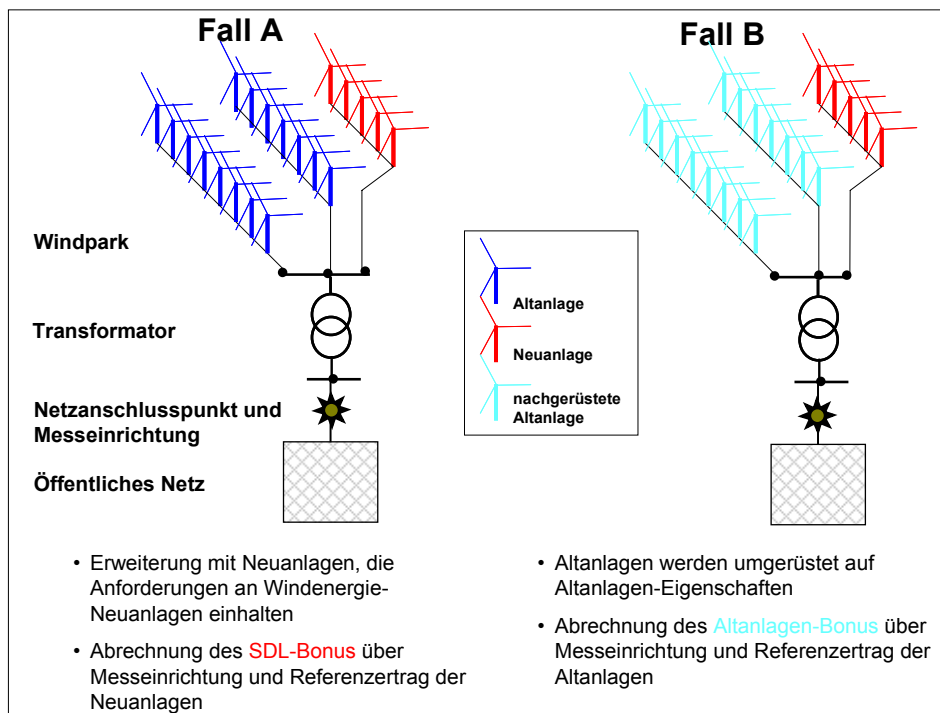 Fall A
Fall B
Windpark
Transformator
Netzanschlusspunkt und
Messeinrichtung
Öffentliches Netz
Altanlage
Neuanlage
nachgerüstete
Altanlage
• Erweiterung mit Neuanlagen, die
Anforderungen an Windenergie-
Neuanlagen einhalten
• Abrechnung des SDL-Bonus über
Messeinrichtung und Referenzertrag der
Neuanlagen
• Altanlagen werden umgerüstet auf
Altanlagen-Eigenschaften
• Abrechnung des Altanlagen-Bonus über
Messeinrichtung und Referenzertrag der
Altanlagen